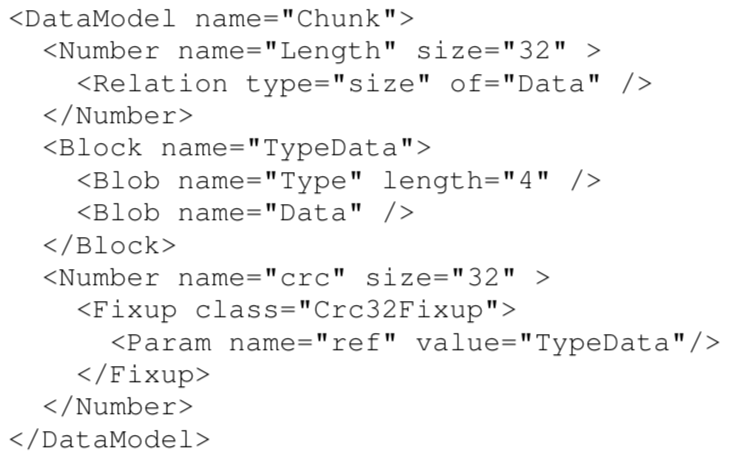 <DataModel name="Chunk">
  <Number name="Length" size="32" >
    <Relation type="size" of="Data" />
  </Number>
  <Block name="TypeData">
    <Blob name="Type" length="4" />
    <Blob name="Data" />
  </Block>
  <Number name="crc" size="32" >
    <Fixup class="Crc32Fixup">
      <Param name="ref" value="TypeData"/>
    </Fixup>
  </Number>
</DataModel>